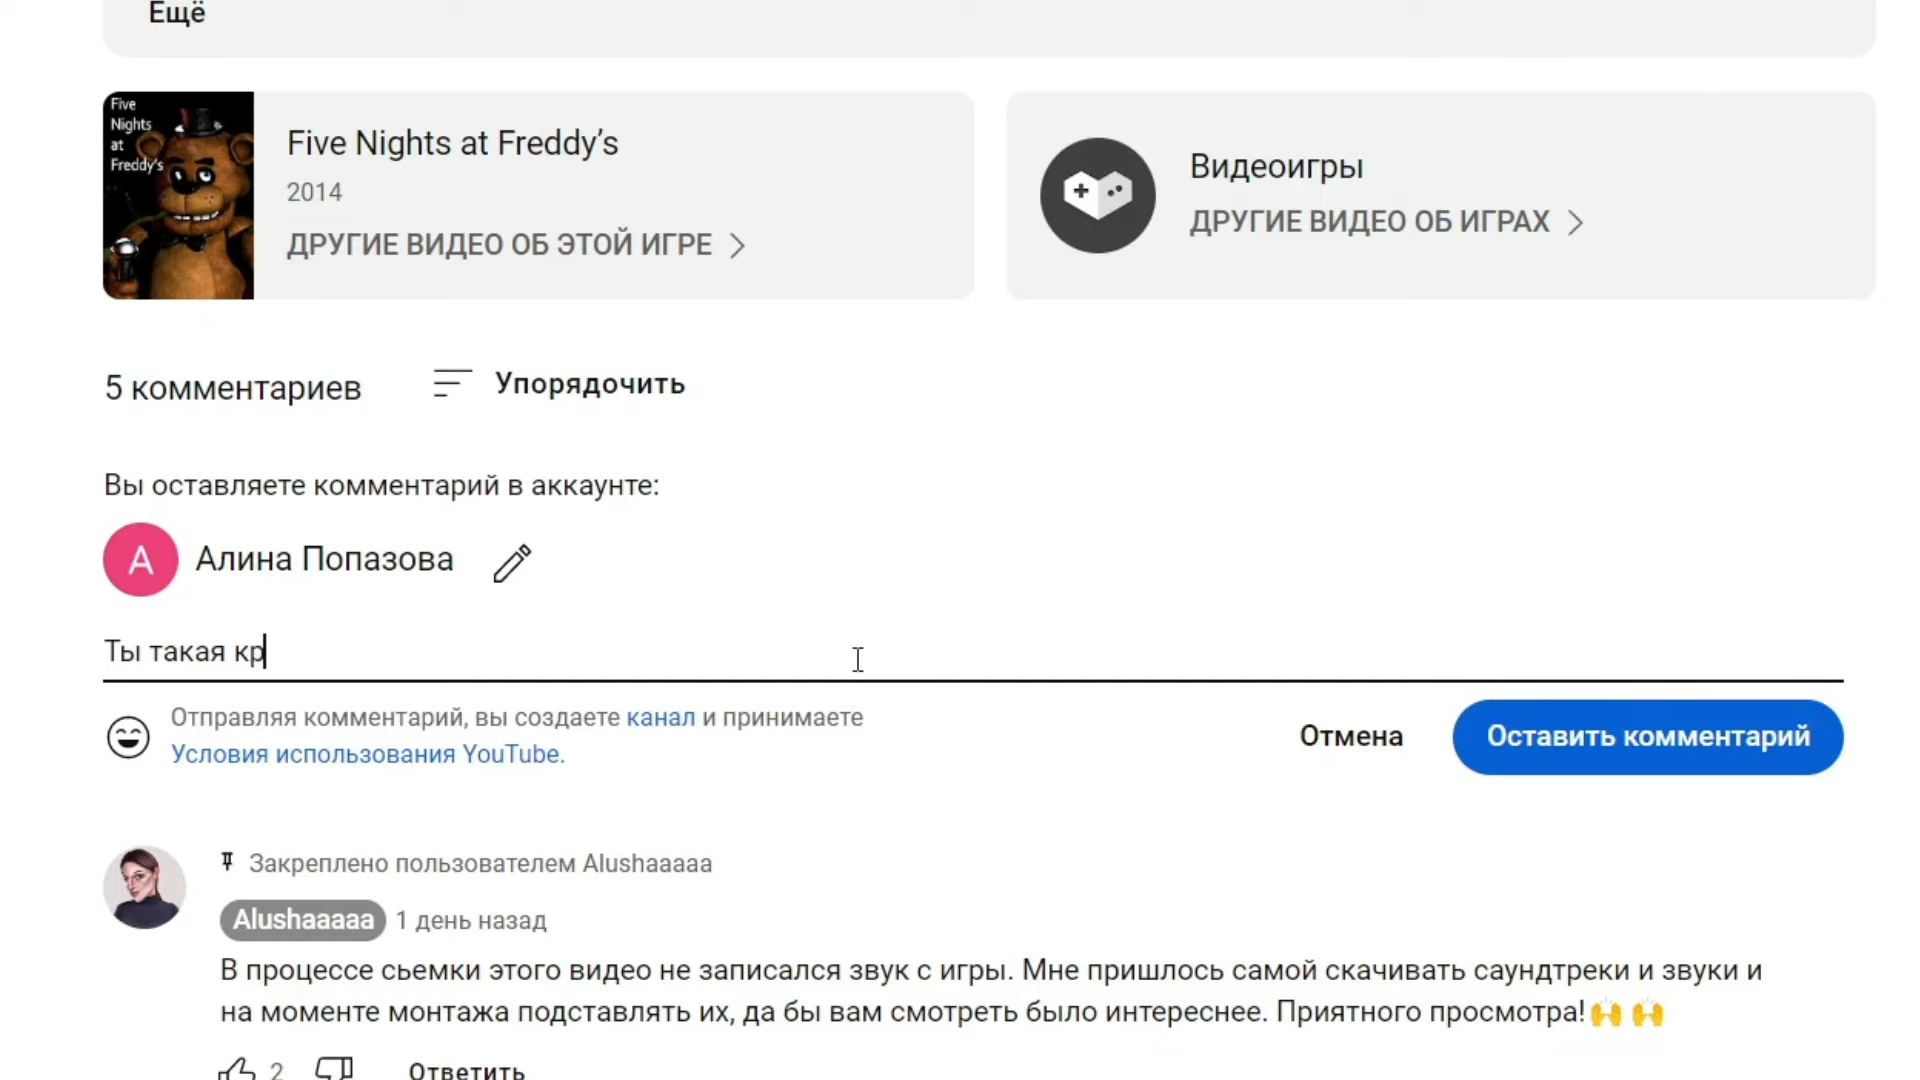 Ещё
Five
Nights
at
Freddy's
Five Nights at Freddy’s
2014
ДРУГИЕ ВИДЕО ОБ ЭТОЙ ИГРЕ
Видеоигры
ДРУГИЕ ВИДЕО ОБ ИГРАХ
5 комментариев
Упорядочить
Вы оставляете комментарий в аккаунте:
А
Алина Попазова
Ты такая кр
Отправляя комментарий, вы создаете канал и принимаете
Условия использования YouTube.
Отмена
Оставить комментарий
Закреплено пользователем Alushaaaaa
Alushaaaaa 1 день назад
В процессе сьемки этого видео не записался звук с игры. Мне пришлось самой скачивать саундтреки и звуки и
на моменте монтажа подставлять их, да бы вам смотреть было интереснее. Приятного просмотра!🙌 🙌
2
Ответить